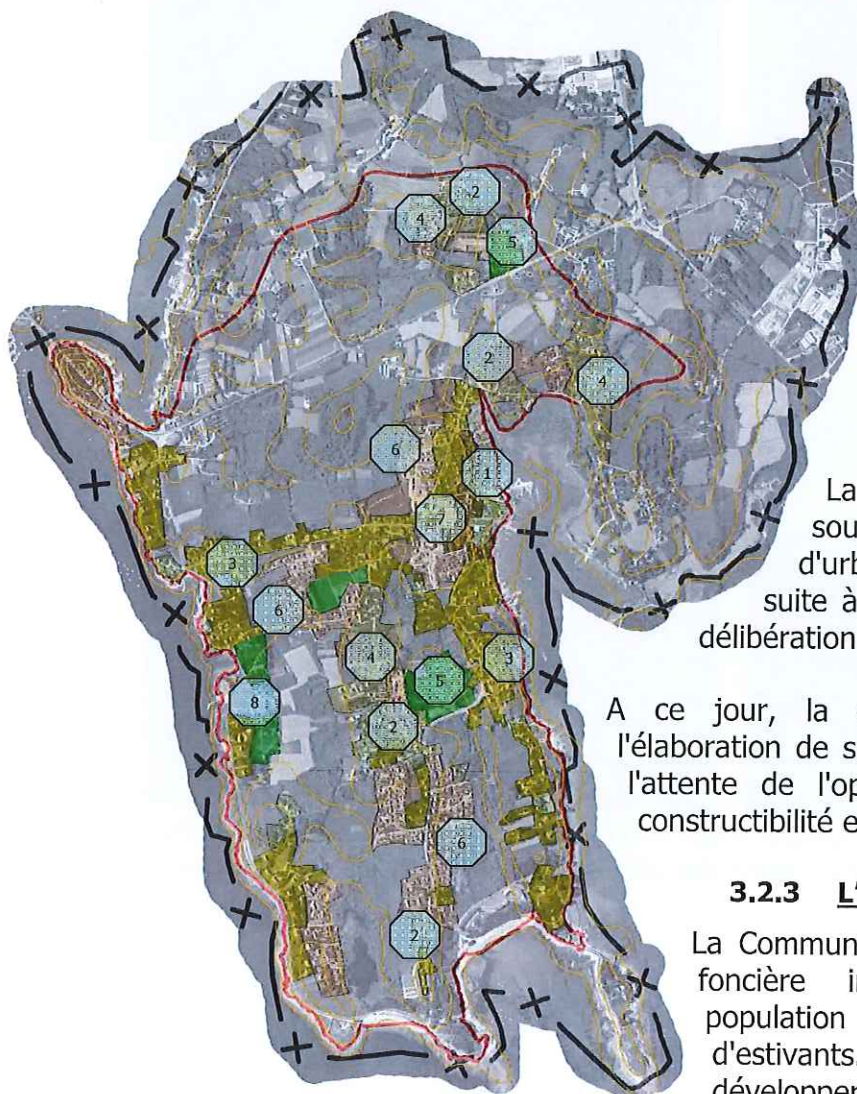 2
4
5
2
4
6
1
7
3
6
4
3
5
8
2
6
2
La
sou
d'urb
suite à
délibération
A ce jour, la
l'élaboration de s
l'attente de l'op
constructibilité e
3.2.3 L'
La Commun
foncière in
population
d'estivants.
développer